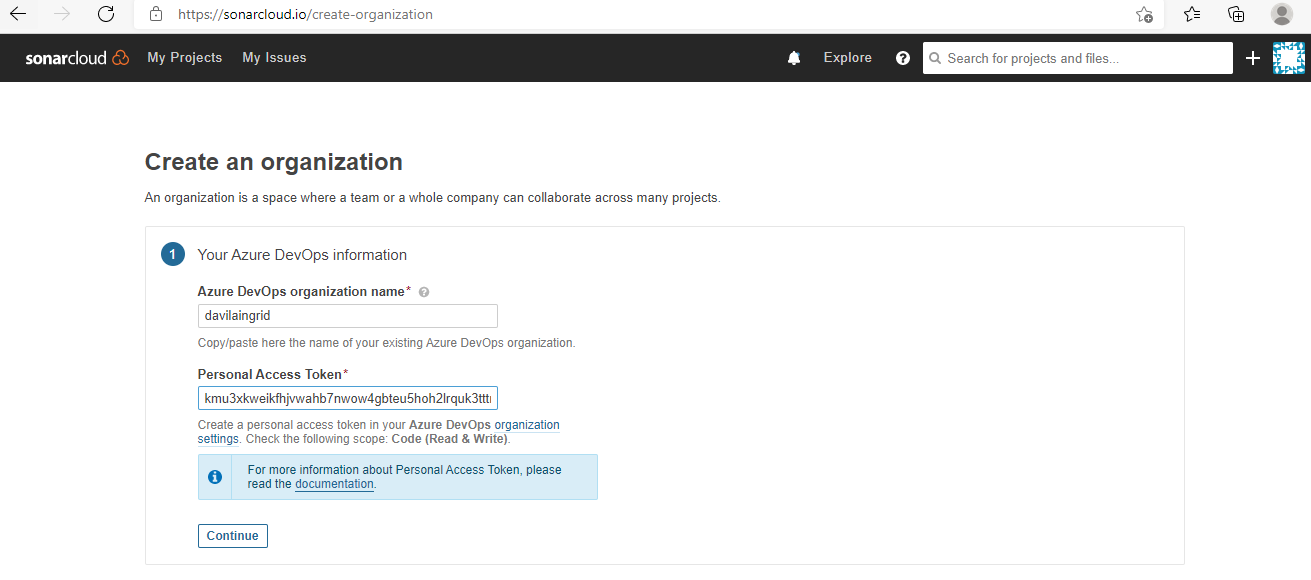 https://sonarcloud.io/create-organization
sonarcloud My Projects My Issues Explore ? Search for projects and files... +
Create an organization
An organization is a space where a team or a whole company can collaborate across many projects.
1 Your Azure DevOps information
Azure DevOps organization name* ?
davilaingrid
Copy/paste here the name of your existing Azure DevOps organization.
Personal Access Token*
Create a personal access token in your Azure DevOps organization
settings. Check the following scope: Code (Read & Write).
For more information about Personal Access Token, please
read the documentation.
Continue